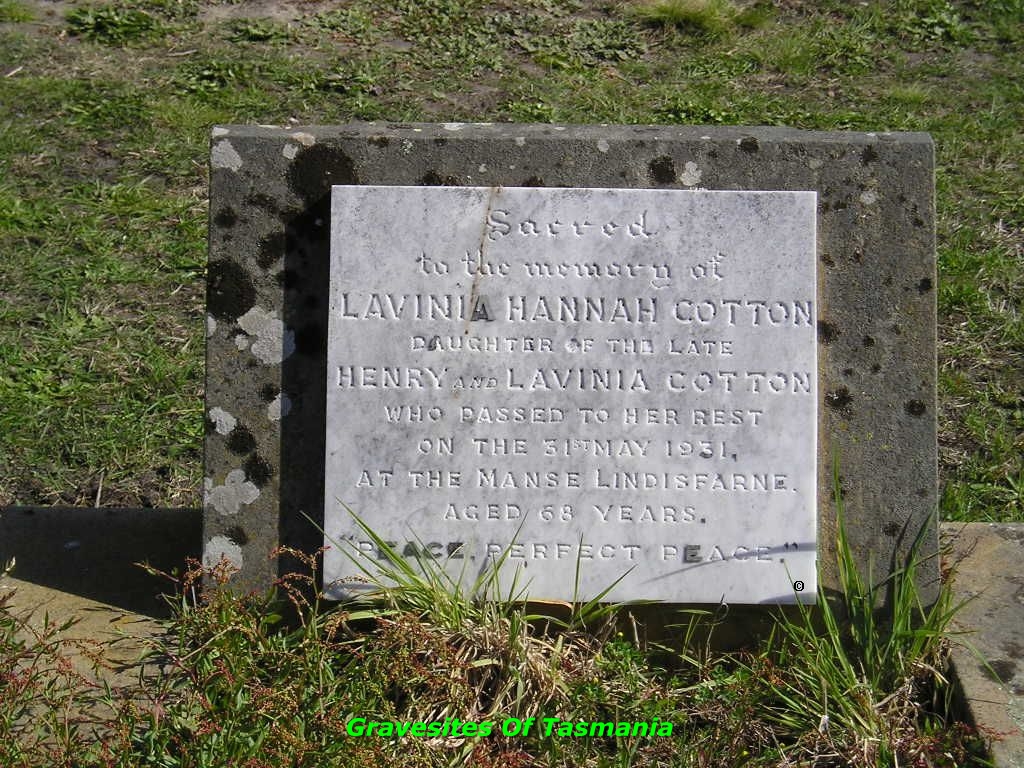 Sacred
to the memory of
LAVINIA HANNAH COTTON
DAUGHTER OF THE LATE
HENRY AND LAVINIA COTTON
WHO PASSED TO HER REST
ON THE 31ST MAY 1931,
AT THE MANSE LINDISFARNE.
AGED 68 YEARS.
"PEACE, PERFECT PEACE."
©
Gravesites Of Tasmania